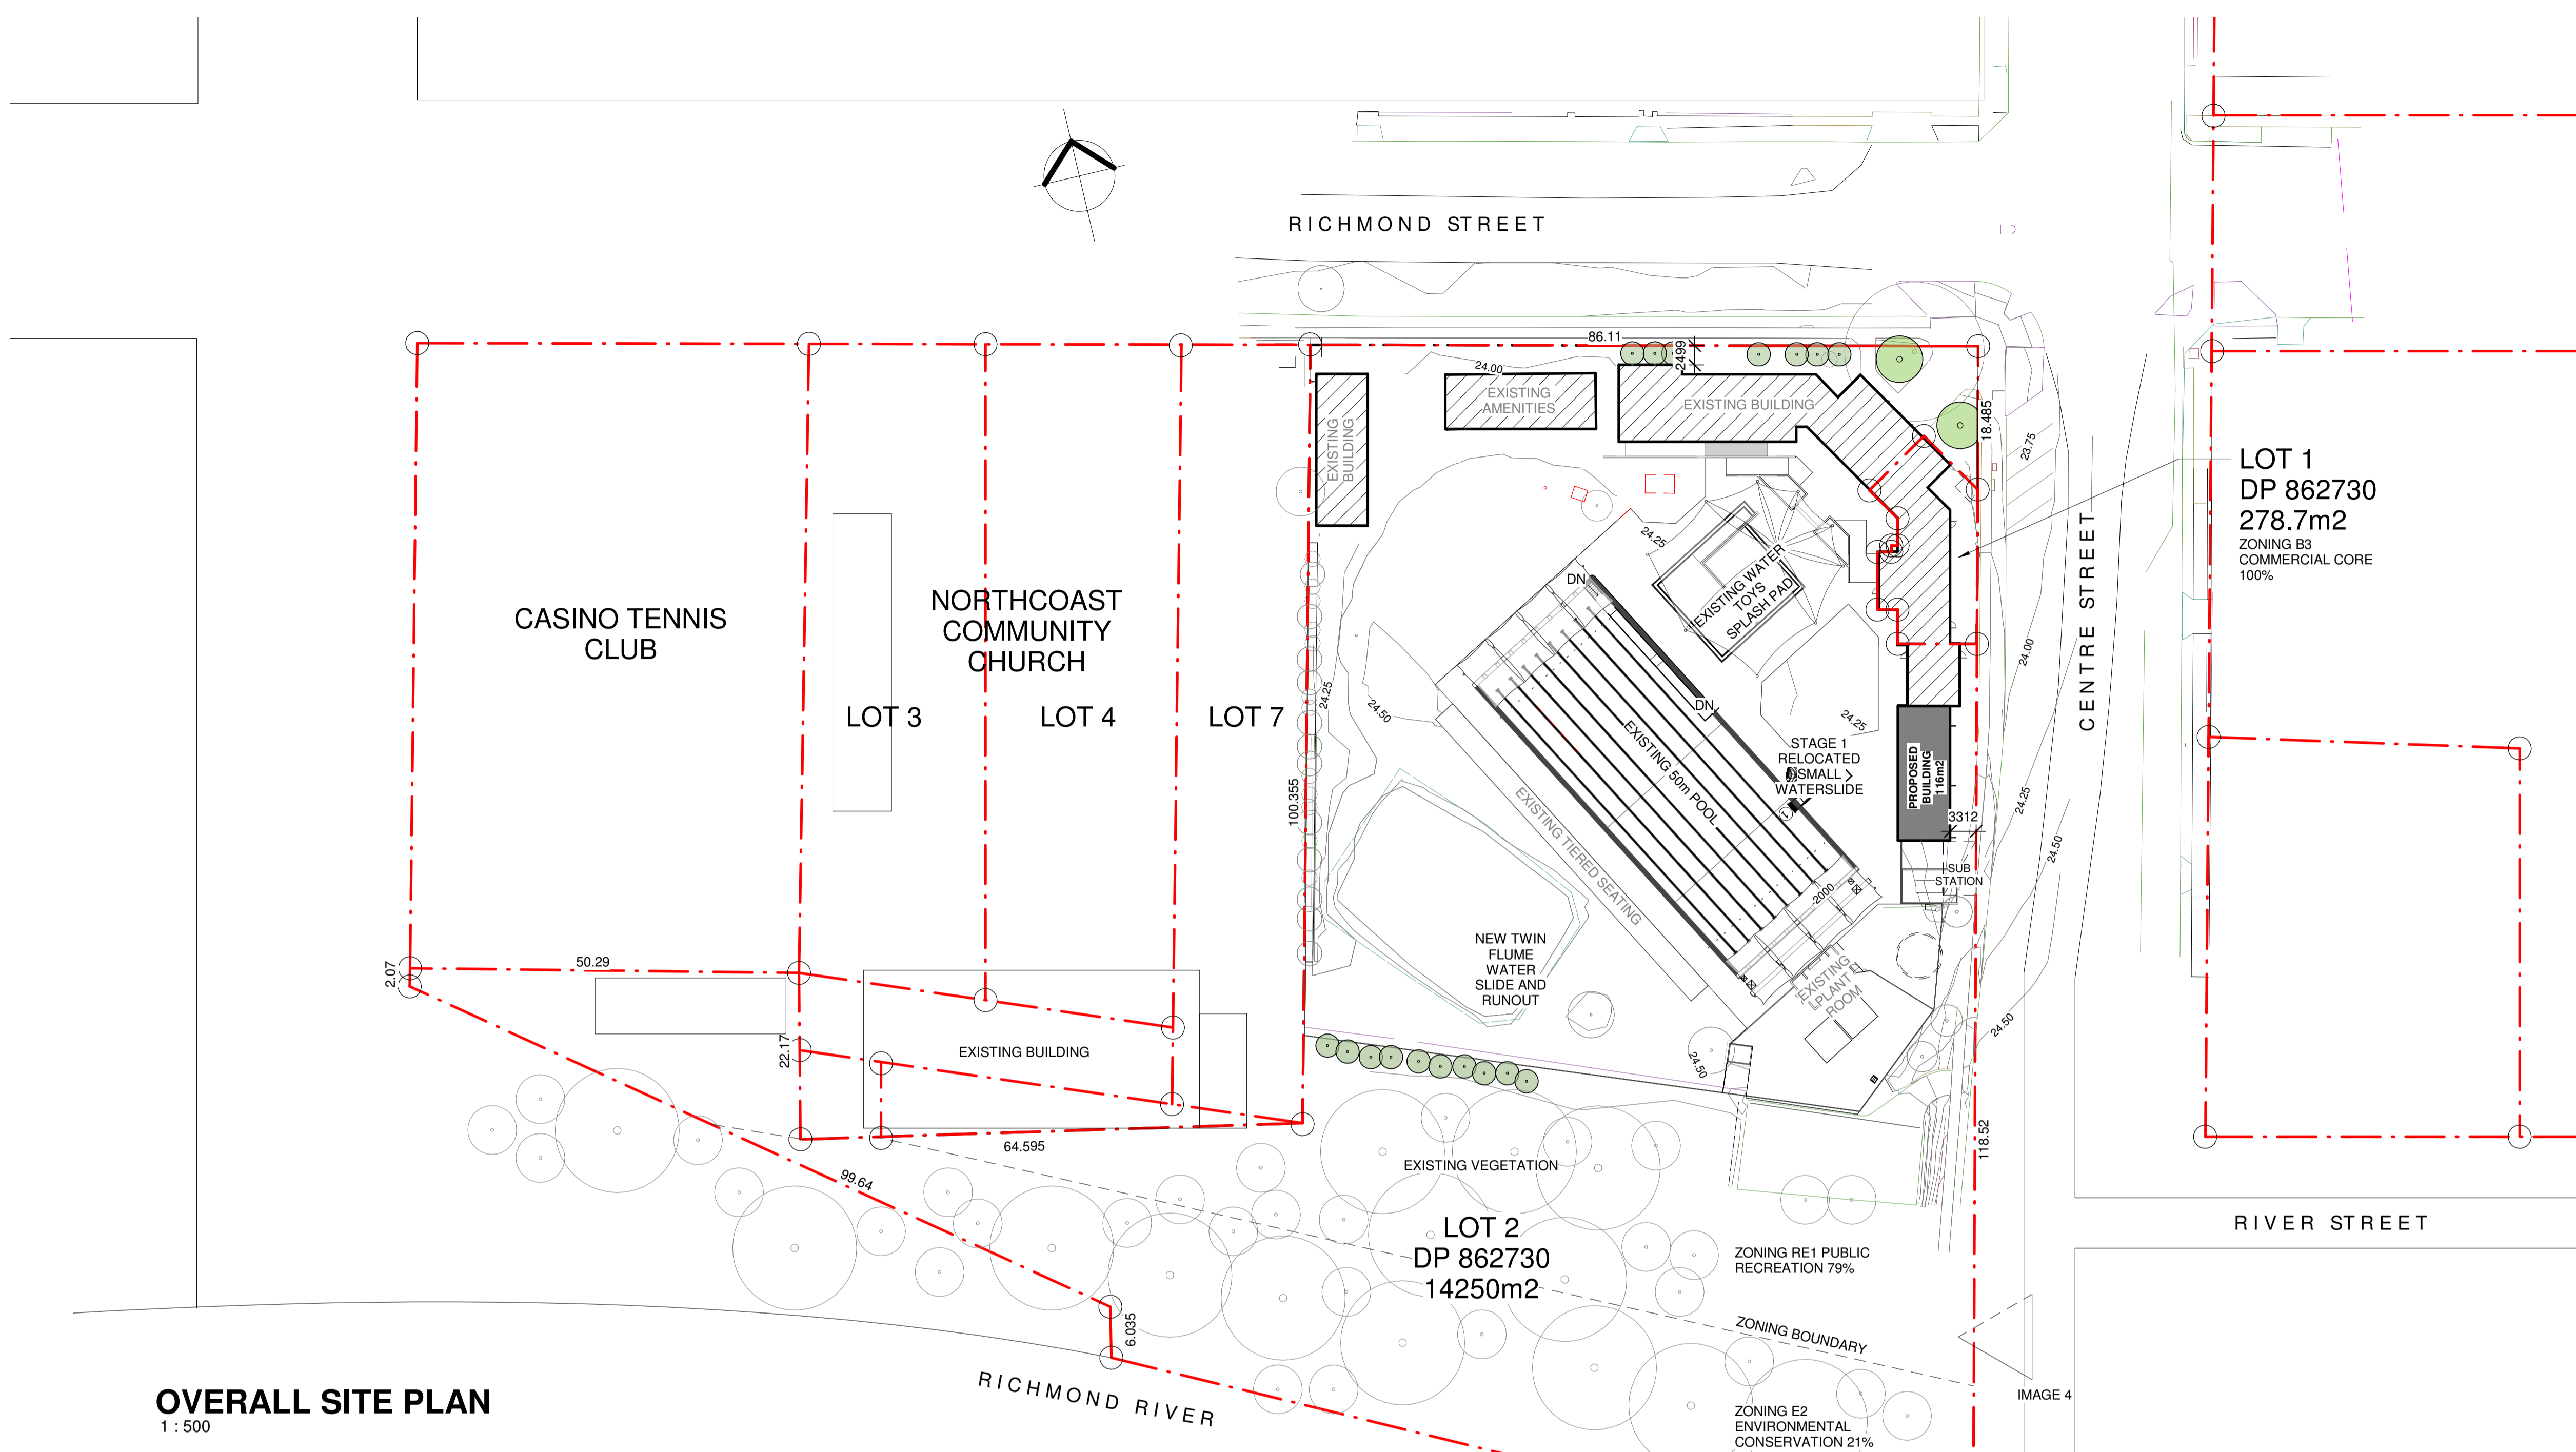 RICHMOND STREET
86.11
2499
24.00
EXISTING
AMENITIES
EXISTING BUILDING
EXISTING
BUILDING
18.485
23.75
LOT 1
DP 862730
278.7m2
ZONING B3
COMMERCIAL CORE
100%
CENTRE STREET
24.25
DN
EXISTING WATER
TOYS
SPLASH PAD
CASINO TENNIS
CLUB
NORTHCOAST
COMMUNITY
CHURCH
LOT 3
LOT 4
LOT 7
24.25
24.50
24.00
DN
24.25
EXISTING 50m POOL
STAGE 1
RELOCATED
SMALL
WATERSLIDE
1
PROPOSED
BUILDING
116m2
3312
24.25
24.50
100.355
EXISTING TIERED SEATING
SUB
STATION
2000
NEW TWIN
FLUME
WATER
SLIDE AND
RUNOUT
EXISTING
PLANT
ROOM
24.50
24.50
50.29
2.07
22.17
EXISTING BUILDING
64.595
99.64
118.52
EXISTING VEGETATION
LOT 2
DP 862730
14250m2
ZONING RE1 PUBLIC
RECREATION 79%
RIVER STREET
ZONING BOUNDARY
6.035
RICHMOND RIVER
IMAGE 4
ZONING E2
ENVIRONMENTAL
CONSERVATION 21%
OVERALL SITE PLAN
1 : 500